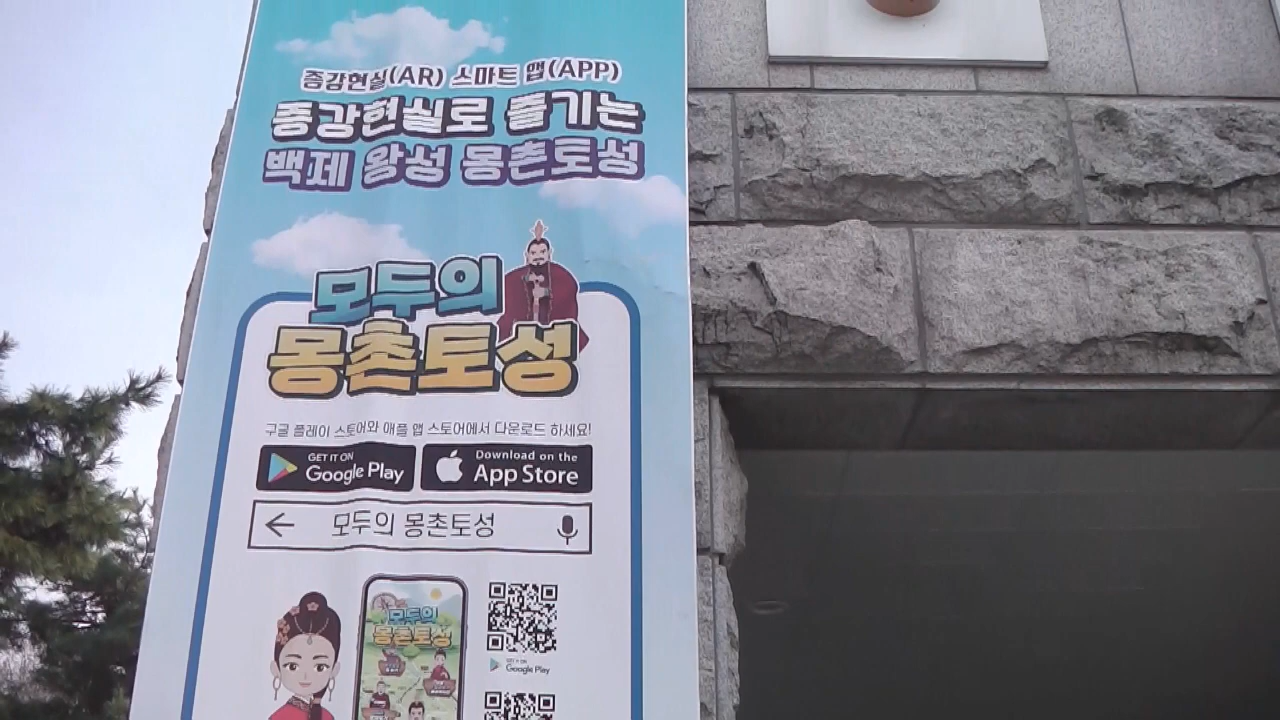 증강현실(AR) 스마트 맵(APP)
증강현실로 즐기는
백제 왕성 몽촌토성
모두의
몽촌토성
구글 플레이 스토어와 애플 앱 스토어에서 다운로드 하세요!
GET IT ON
Google Play
Download on the
App Store
모두의 몽촌토성
모두의
몽촌토성
GET IT ON
Google Play